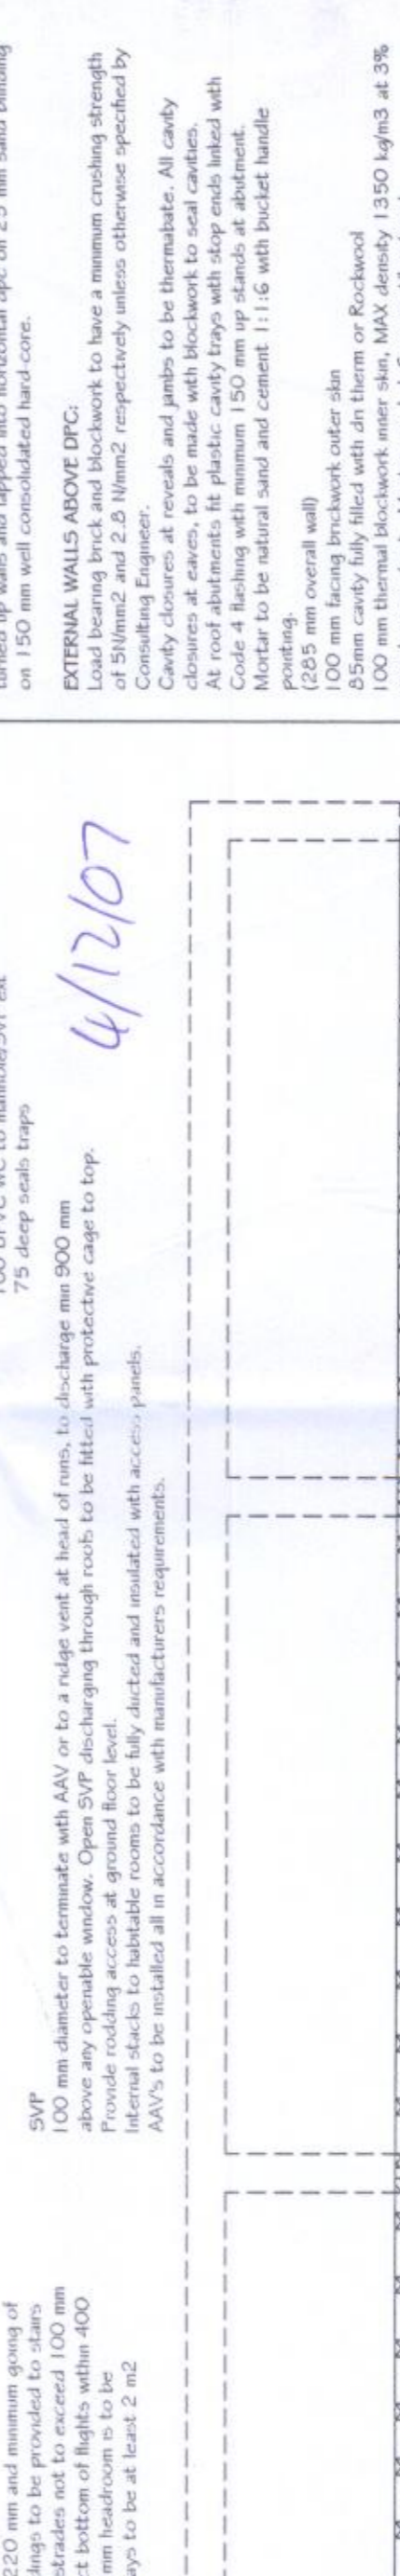 220 mm and minimum going of
dings to be provided to stairs
strades not to exceed 100 mm
ct bottom of flights within 400
mm headroom is to be
ays to be at least 2 m2
75 deep seals traps
SVP
100 mm diameter to terminate with AAV or to a ridge vent at head of runs, to discharge min 900 mm
above any openable window. Open SVP discharging through roofs to be fitted with protective cage to top.
Provide rodding access at ground floor level.
Internal stacks to habitable rooms to be fully ducted and insulated with access panels.
AAV's to be installed all in accordance with manufacturers requirements.
4/12/07
on 150 mm well consolidated hard core.
EXTERNAL WALLS ABOVE DPC:
Load bearing brick and blockwork to have a minimum crushing strength
of 5N/mm2 and 2.8 N/mm2 respectively unless otherwise specified by
Consulting Engineer.
Cavity closures at reveals and jambs to be thermabate. All cavity
closures at eaves, to be made with blockwork to seal cavities.
At roof abutments fit plastic cavity trays with stop ends linked with
Code 4 flashing with minimum 150 mm up stands at abutment.
Mortar to be natural sand and cement 1:1:6 with bucket handle
pointing.
(285 mm overall wall)
100 mm facing brickwork outer skin
85mm cavity fully filled with dri therm or Rockwool
100 mm thermal blockwork inner skin, MAX density 1350 kg/m3 at 3%